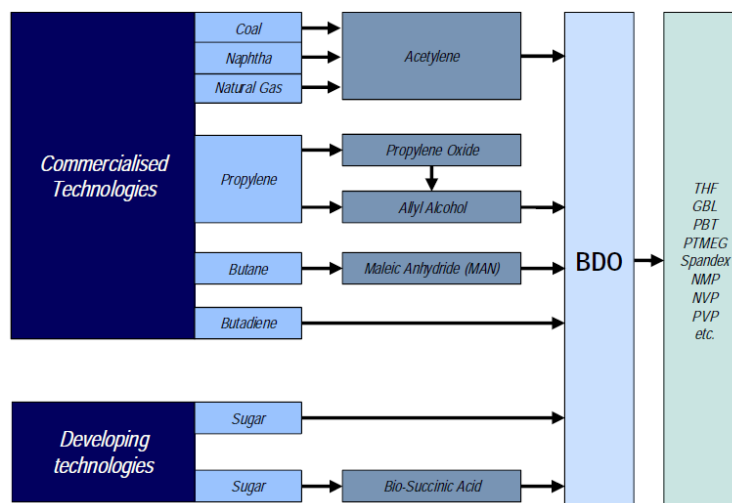 Coal
Naphtha
Natural Gas
Acetylene
Commercialised
Technologies
Propylene
Propylene Oxide
Allyl Alcohol
Butane
Maleic Anhydride (MAN)
Butadiene
BDO
THF
GBL
PBT
PTMEG
Spandex
NMP
NVP
PVP
etc.
Developing
technologies
Sugar
Sugar
Bio-Succinic Acid